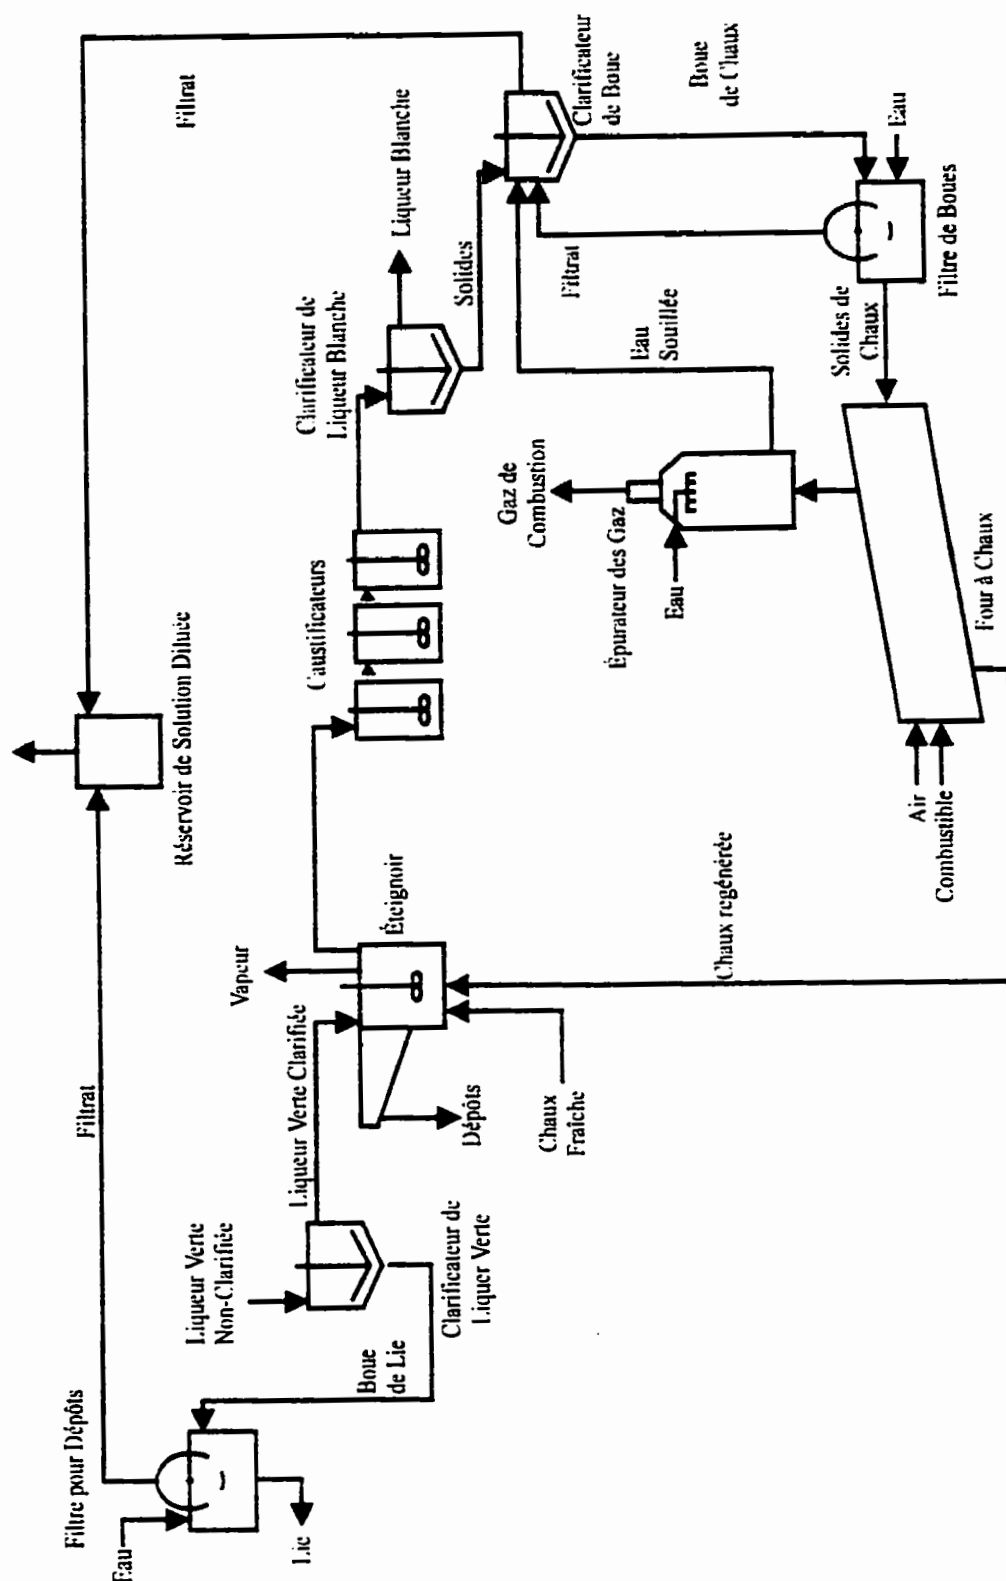 Filtre pour Dépôts
Eau
Lie
Filtrat
Boue
de Lie
Liqueur Verte
Non-Clarifiée
Clarificateur de
Liquer Verte
Liqueur Verte Clarifiée
Vapeur
Éteignoir
Dépôts
Chaux
Fraîche
Chaux regénérée
Réservoir de Solution Diluée
Caustificateurs
Clarificateur de
Liqueur Blanche
Liqueur Blanche
Solides
Filtrat
Clarificateur
de Boue
Boue
de Chaux
Eau
Filtre de Boues
Filtrat
Eau
Souillée
Solides de
Chaux
Gaz de
Combustion
Épurateur des Gaz
Eau
Four à Chaux
Air
Combustible